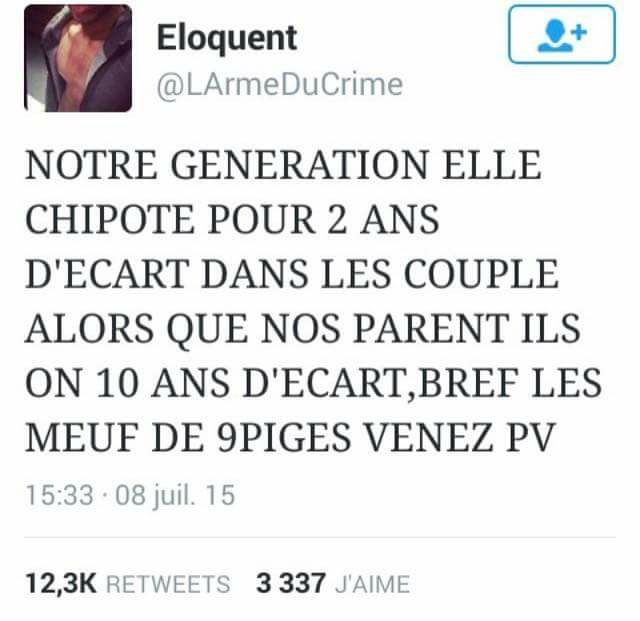 Eloquent
@LArmeDuCrime
NOTRE GENERATION ELLE
CHIPOTE POUR 2 ANS
D'ECART DANS LES COUPLE
ALORS QUE NOS PARENT ILS
ON 10 ANS D'ECART,BREF LES
MEUF DE 9PIGES VENEZ PV
15:33 · 08 juil. 15
12,3K RETWEETS 3 337 J'AIME